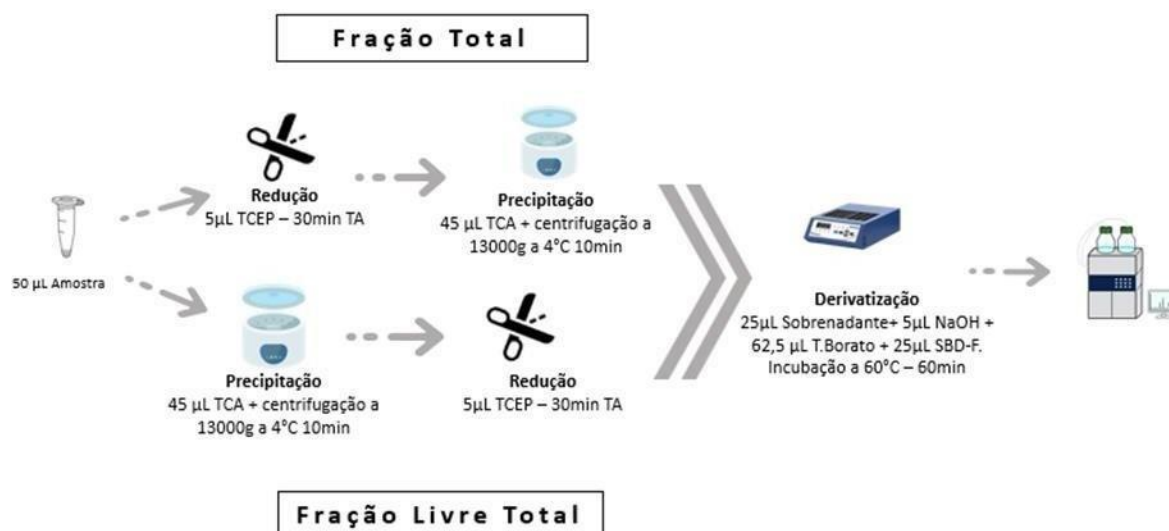 Fração Total
Redução
5µL TCEP – 30min TA
Precipitação
45 µL TCA + centrifugação a
13000g a 4°C 10min
50 µL Amostra
Precipitação
45 µL TCA + centrifugação a
13000g a 4°C 10min
Redução
5µL TCEP – 30min TA
Derivatização
25µL Sobrenadante+ 5µL NaOH +
62,5 µL T.Borato + 25µL SBD-F.
Incubação a 60°C – 60min
Fração Livre Total